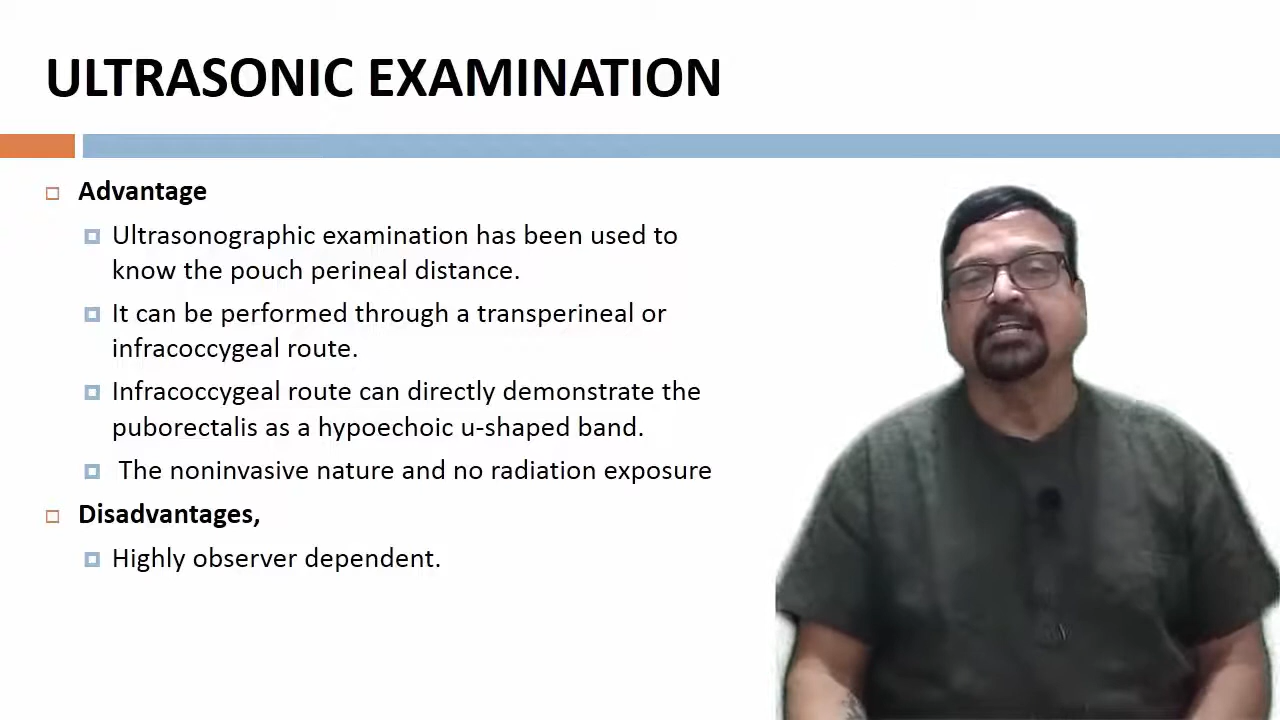 ULTRASONIC EXAMINATION
Advantage
Ultrasonographic examination has been used to
know the pouch perineal distance.
It can be performed through a transperineal or
infracoccygeal route.
Infracoccygeal route can directly demonstrate the
puborectalis as a hypoechoic u-shaped band.
The noninvasive nature and no radiation exposure
Disadvantages,
Highly observer dependent.